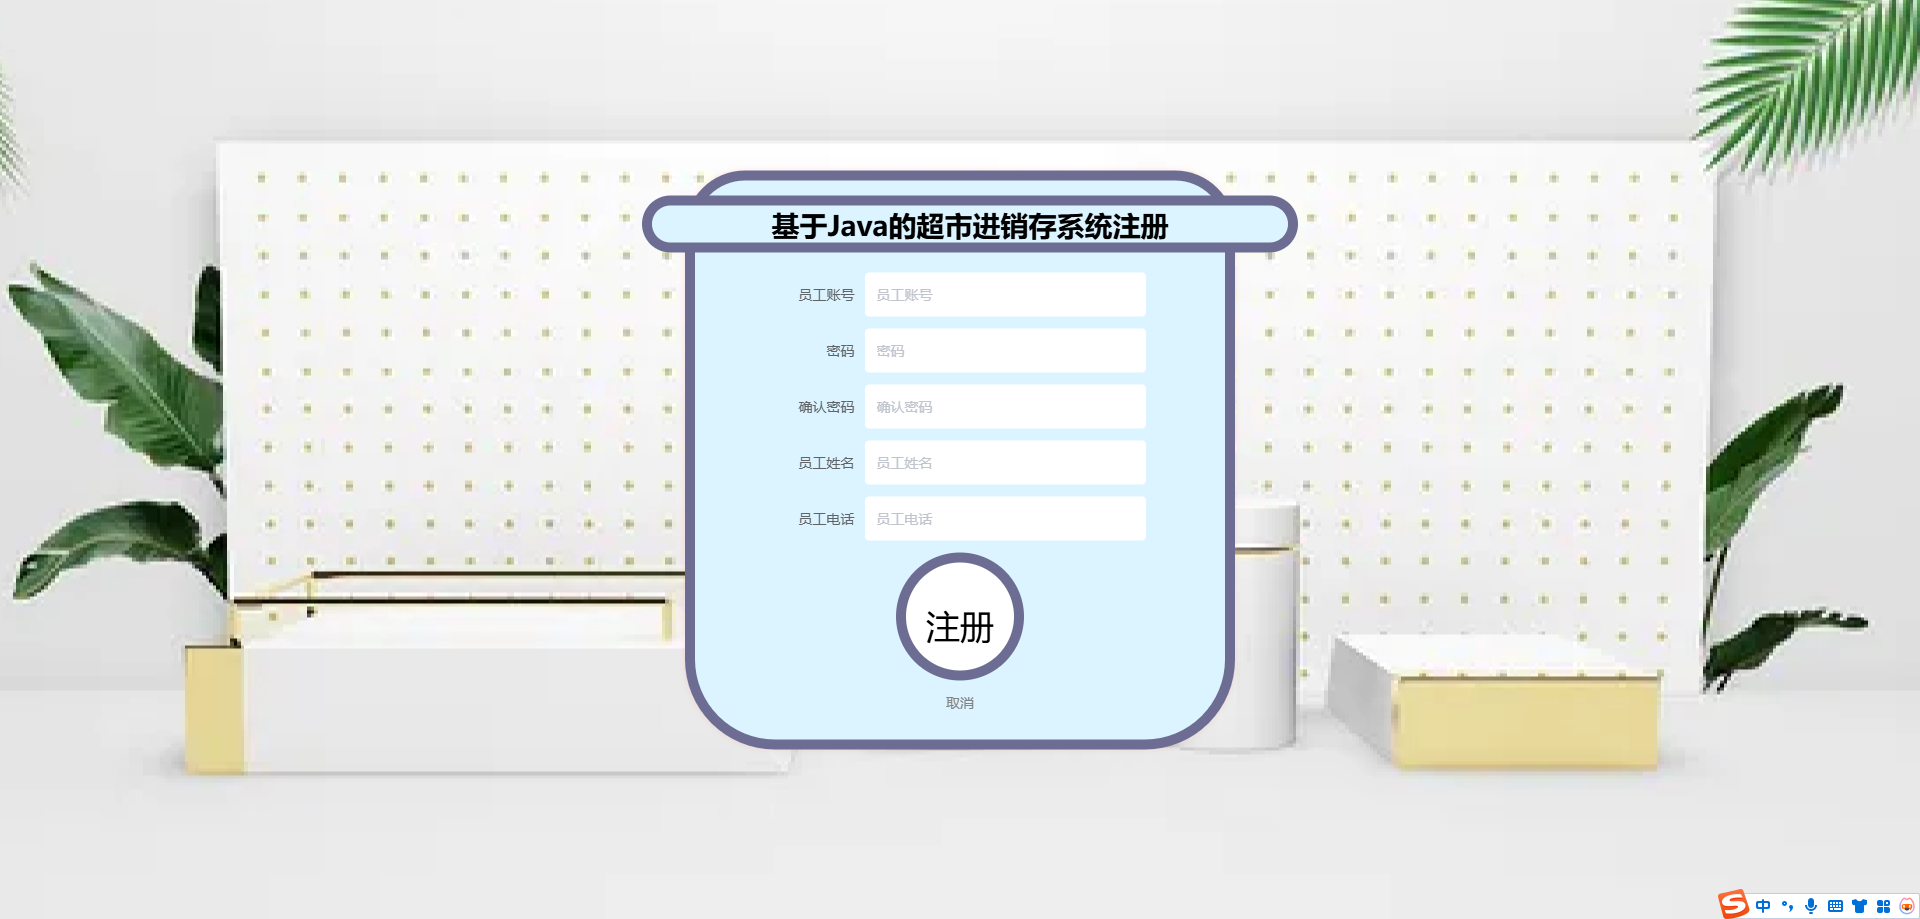 基于Java的超市进销存系统注册
员工账号 员工账号
密码 密码
确认密码 确认密码
员工姓名 员工姓名
员工电话 员工电话
注册
取消
S 中